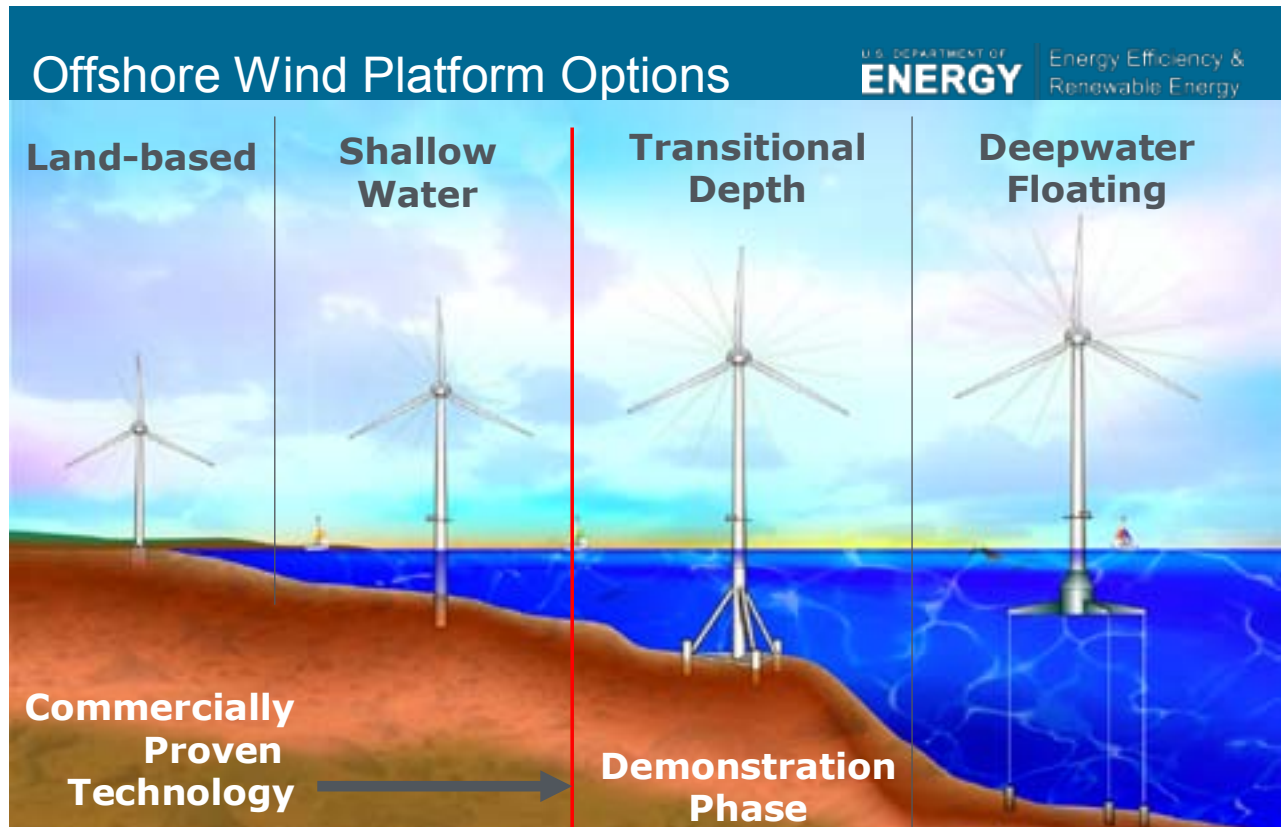 Offshore Wind Platform Options
U.S. DEPARTMENT OF
ENERGY
Energy Efficiency &
Renewable Energy
Land-based
Shallow
Water
Transitional
Depth
Deepwater
Floating
Commercially
Proven
Technology
Demonstration
Phase